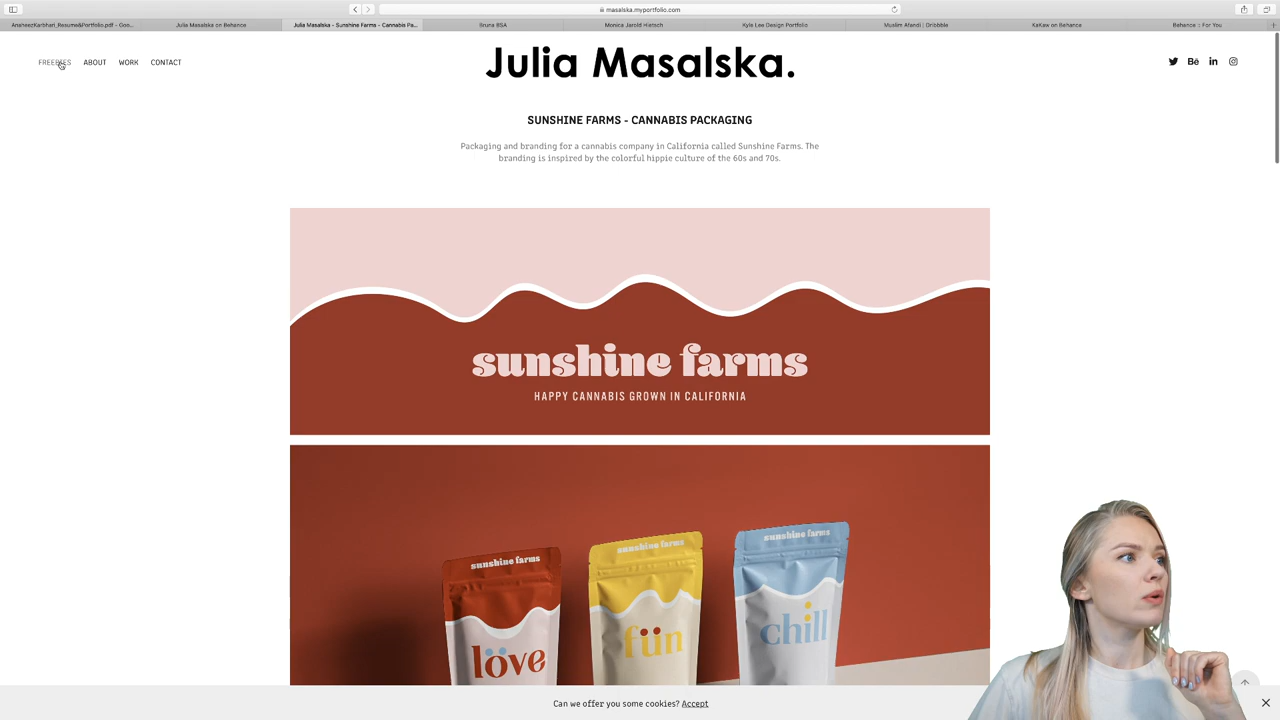 masalska.myportfolio.com
Julia Masalska on Behance
Julia Masalska - Sunshine Farms - Cannabis Pa...
Bruna BSA
Monica Jarold Hietsch
Kyle Lee Design Portfolio
Muslim Afandi | Dribbble
KaKaw on Behance
Behance :: For You
FREEBIES ABOUT WORK CONTACT
Julia Masalska.
SUNSHINE FARMS - CANNABIS PACKAGING
Packaging and branding for a cannabis company in California called Sunshine Farms. The
branding is inspired by the colorful hippie culture of the 60s and 70s.
sunshine farms
HAPPY CANNABIS GROWN IN CALIFORNIA
sunshine farms
löve
sunshine farms
fün
sunshine farms
chill
Can we offer you some cookies? Accept